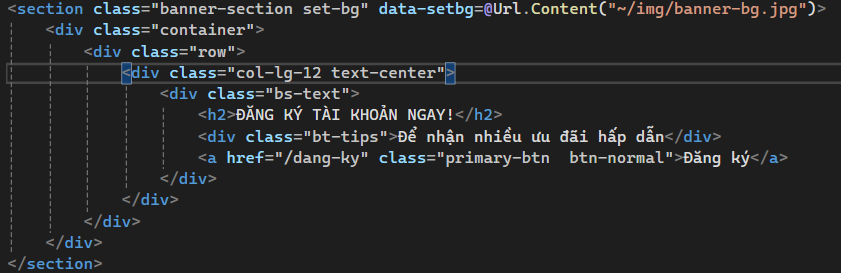 <section class="banner-section set-bg" data-setbg=@Url.Content("~/img/banner-bg.jpg")>
<div class="container">
<div class="row">
<div class="col-lg-12 text-center">
<div class="bs-text">
<h2>ĐĂNG KÝ TÀI KHOẢN NGAY!</h2>
<div class="bt-tips">Để nhận nhiều ưu đãi hấp dẫn</div>
<a href="/dang-ky" class="primary-btn  btn-normal">Đăng ký</a>
</div>
</div>
</div>
</div>
</section>